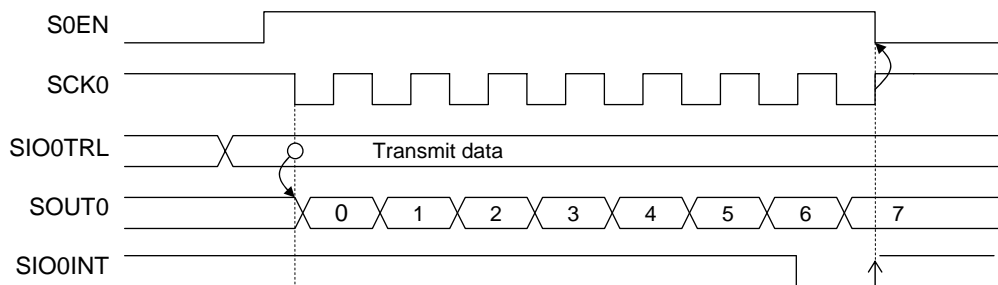 S0EN
SCK0
SIO0TRL
Transmit data
SOUT0
0 1 2 3 4 5 6 7
SIO0INT